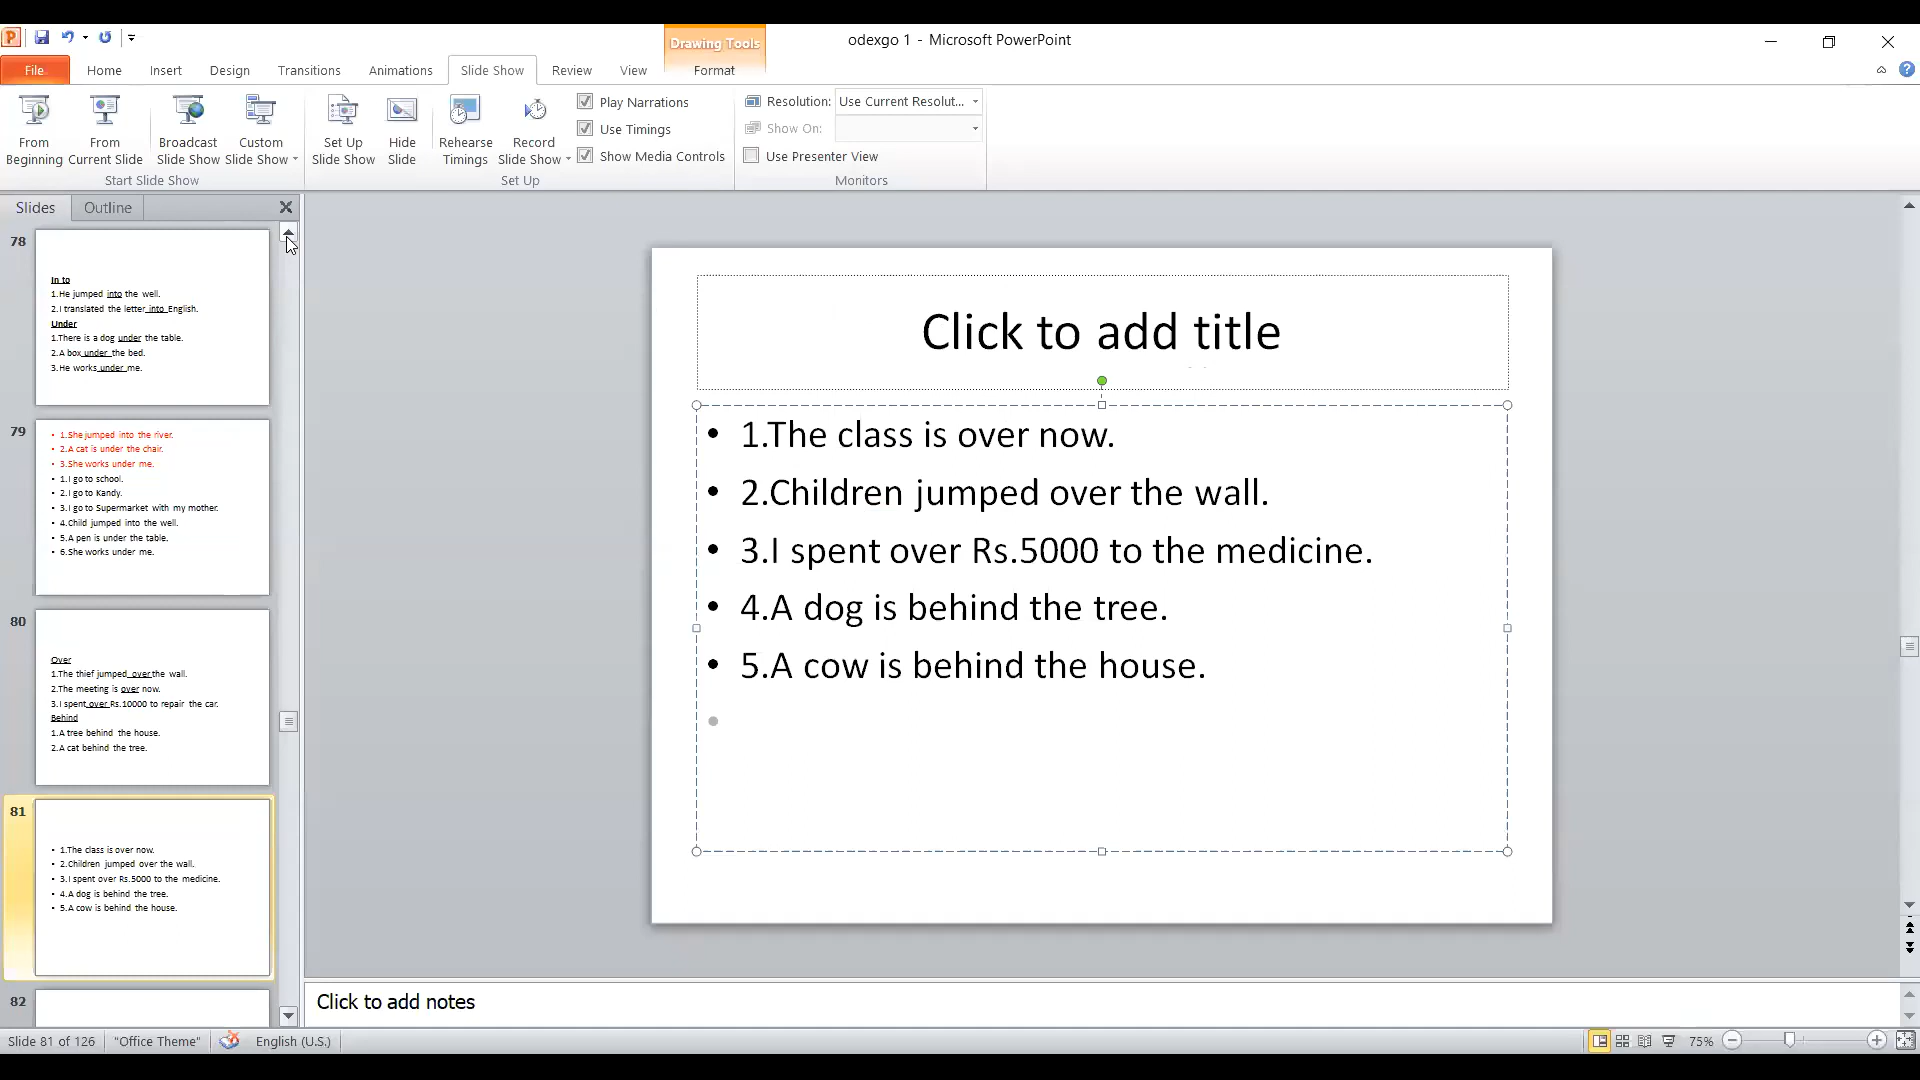 Drawing Tools
odexgo 1 - Microsoft PowerPoint
File Home Insert Design Transitions Animations Slide Show Review View Format
From Beginning
From Current Slide
Broadcast Slide Show
Custom Slide Show
Start Slide Show
Set Up Slide Show
Hide Slide
Rehearse Timings
Record Slide Show
Play Narrations
Use Timings
Show Media Controls
Set Up
Resolution: Use Current Resolut...
Show On:
Use Presenter View
Monitors
Slides Outline
78
In to
1.He jumped into the well.
2.I translated the letter into English.
Under
1.There is a dog under the table.
2.A box under the bed.
3.He works under me.
79
• 1.She jumped into the river.
• 2.A cat is under the chair.
• 3.She works under me.
• 1.I go to school.
• 2.I go to Kandy.
• 3.I go to Supermarket with my mother.
• 4.Child jumped into the well.
• 5.A pen is under the table.
• 6.She works under me.
80
Over
1.The thief jumped over the wall.
2.The meeting is over now.
3.I spent over Rs.10000 to repair the car.
Behind
1.A tree behind the house.
2.A cat behind the tree.
81
• 1.The class is over now.
• 2.Children jumped over the wall.
• 3.I spent over Rs.5000 to the medicine.
• 4.A dog is behind the tree.
• 5.A cow is behind the house.
82
Click to add title
• 1.The class is over now.
• 2.Children jumped over the wall.
• 3.I spent over Rs.5000 to the medicine.
• 4.A dog is behind the tree.
• 5.A cow is behind the house.
Click to add notes
Slide 81 of 126 "Office Theme" English (U.S.) 75%